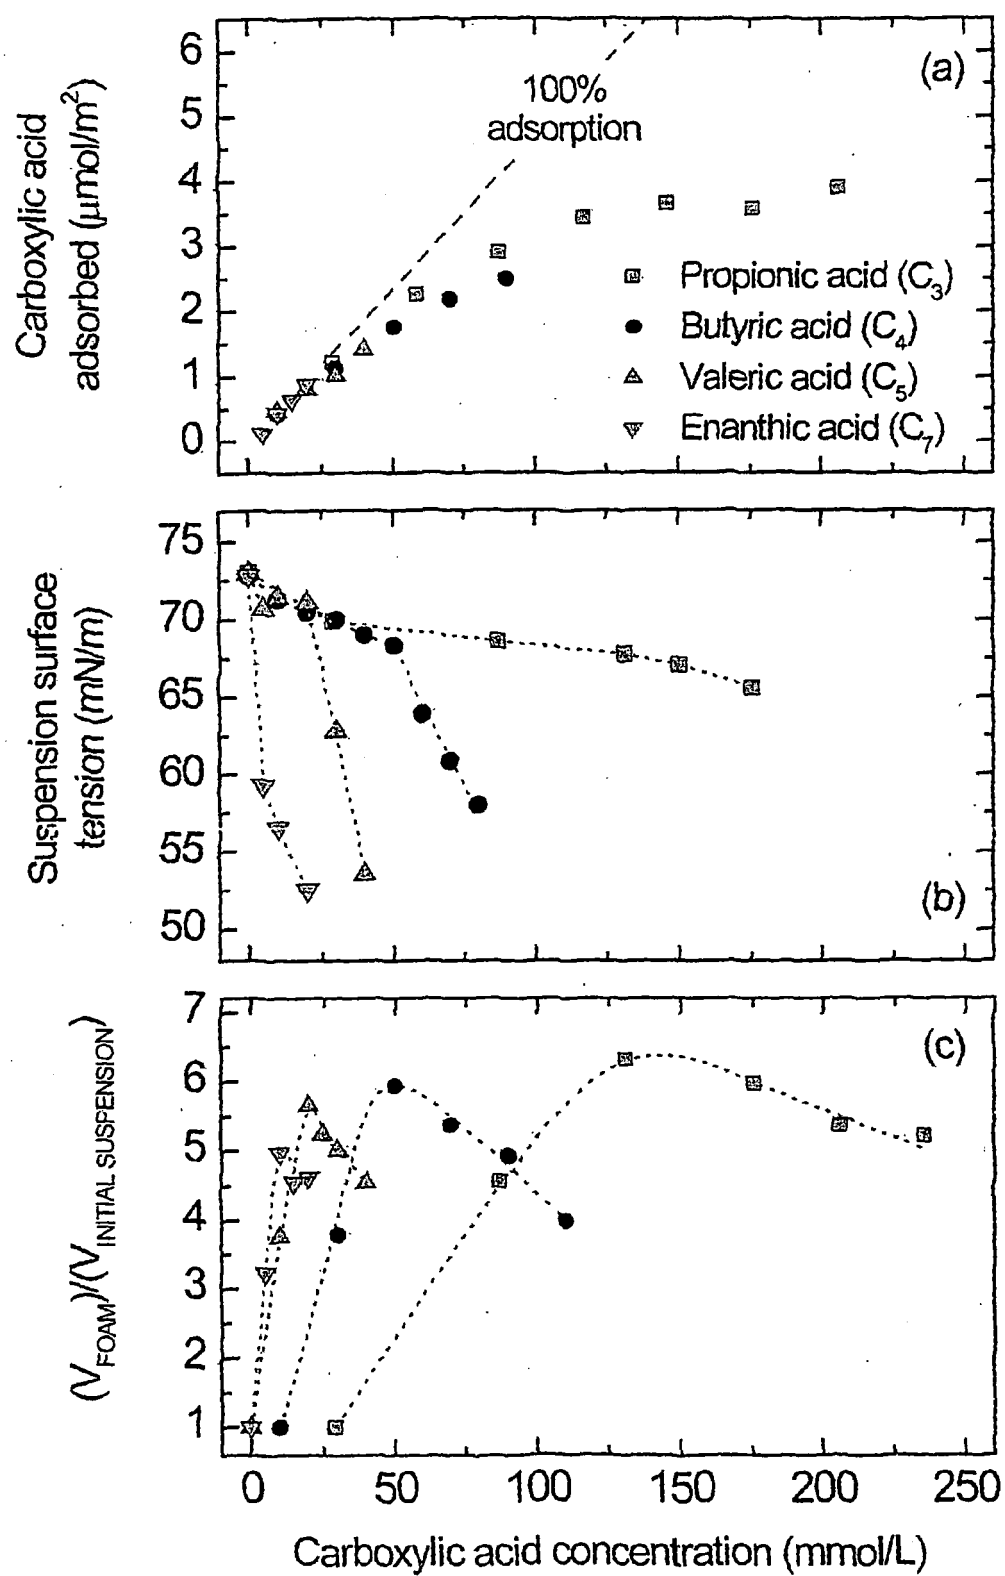 Carboxylic acid
adsorbed (μmol/m²)
6
5
4
3
2
1
0
(a)
100%
adsorption
Propionic acid (C₃)
Butyric acid (C₄)
Valeric acid (C₅)
Enanthic acid (C₇)
Suspension surface
tension (mN/m)
75
70
65
60
55
50
(b)
(V_FOAM)/(V_INITIAL SUSPENSION)
7
6
5
4
3
2
1
(c)
0 50 100 150 200 250
Carboxylic acid concentration (mmol/L)